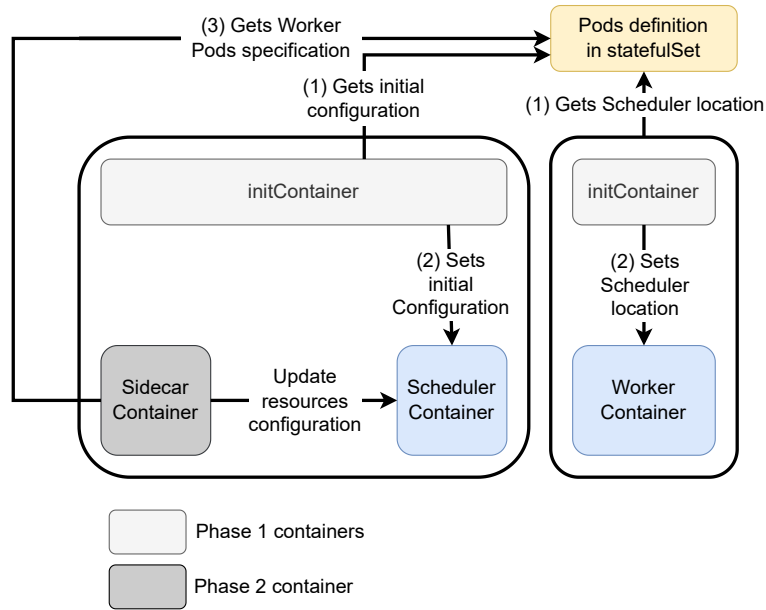 (3) Gets Worker
Pods specification
Pods definition
in statefulSet
(1) Gets initial
configuration
(1) Gets Scheduler location
initContainer
initContainer
(2) Sets
initial
Configuration
(2) Sets
Scheduler
location
Sidecar
Container
Update
resources
configuration
Scheduler
Container
Worker
Container
Phase 1 containers
Phase 2 container